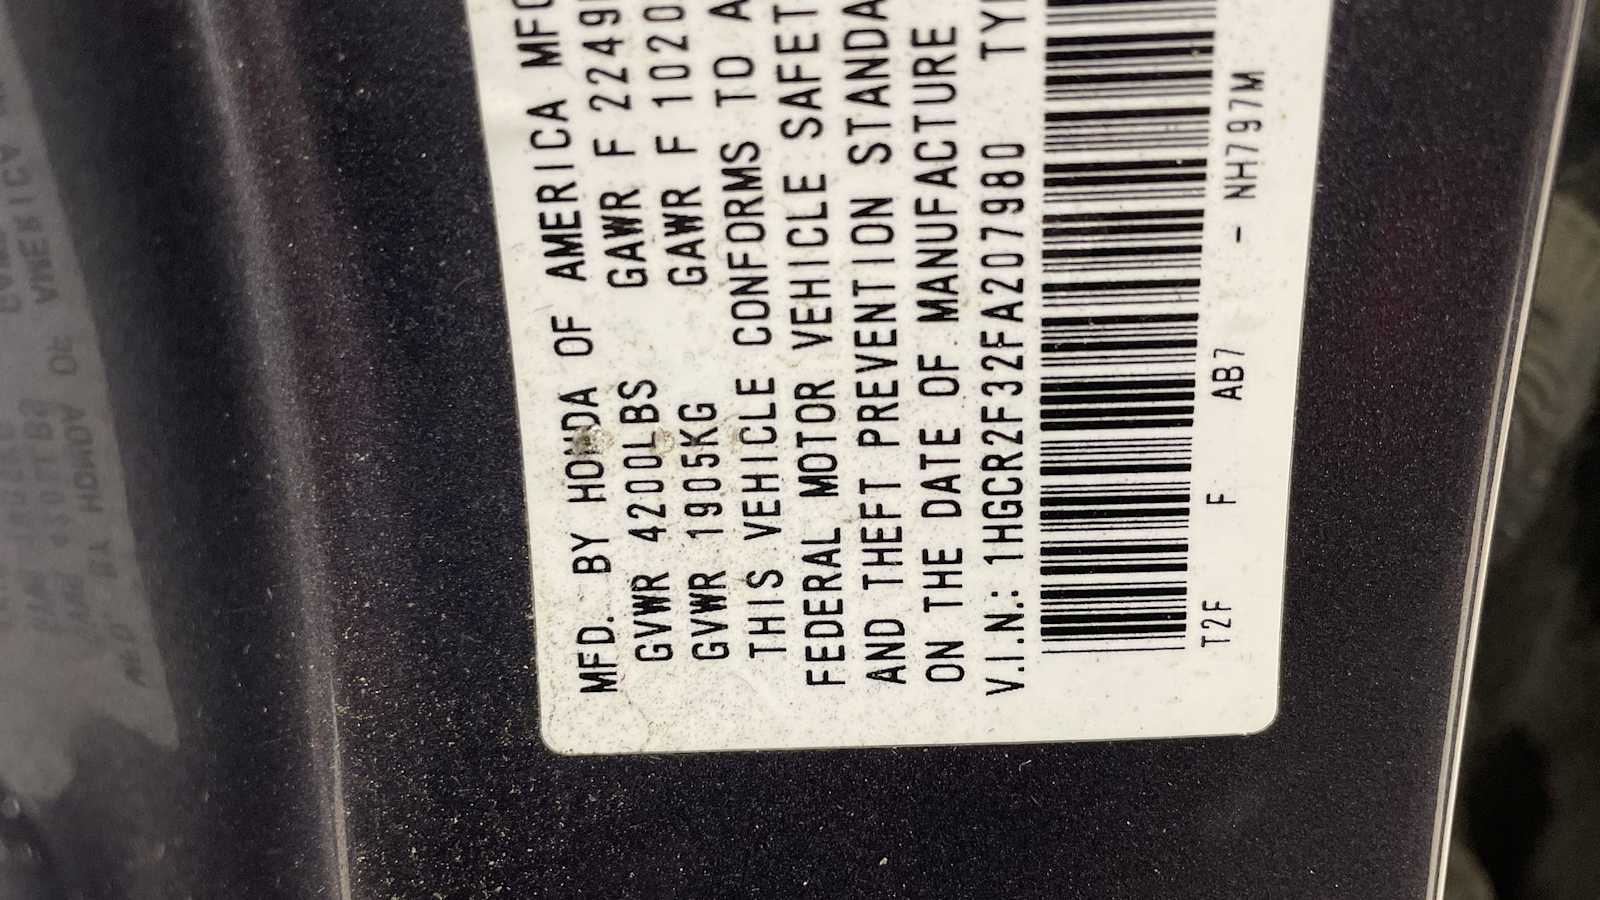 MFD. BY HONDA OF AMERICA MFG
GVWR 4200LBS GAWR F 2249
GVWR 1905KG GAWR F 1020
THIS VEHICLE CONFORMS TO A
FEDERAL MOTOR VEHICLE SAFET
AND THEFT PREVENTION STANDA
ON THE DATE OF MANUFACTURE
V.I.N.: 1HGCR2F32FA207980 TY
T2F F AB7 - NH797M